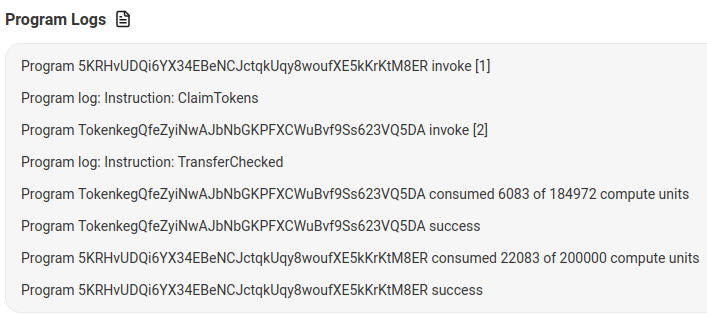 Program Logs
Program 5KRHvUDQi6YX34EBeNCJctqkUqy8woufXE5kKrKtM8ER invoke [1]
Program log: Instruction: ClaimTokens
Program TokenkegQfeZyiNwAJbNbGKPFXCWuBvf9Ss623VQ5DA invoke [2]
Program log: Instruction: TransferChecked
Program TokenkegQfeZyiNwAJbNbGKPFXCWuBvf9Ss623VQ5DA consumed 6083 of 184972 compute units
Program TokenkegQfeZyiNwAJbNbGKPFXCWuBvf9Ss623VQ5DA success
Program 5KRHvUDQi6YX34EBeNCJctqkUqy8woufXE5kKrKtM8ER consumed 22083 of 200000 compute units
Program 5KRHvUDQi6YX34EBeNCJctqkUqy8woufXE5kKrKtM8ER success